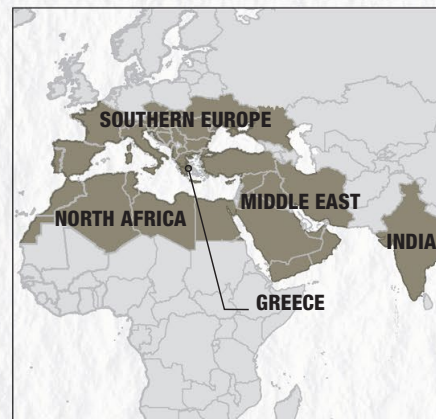 SOUTHERN EUROPE
MIDDLE EAST
NORTH AFRICA
INDIA
GREECE